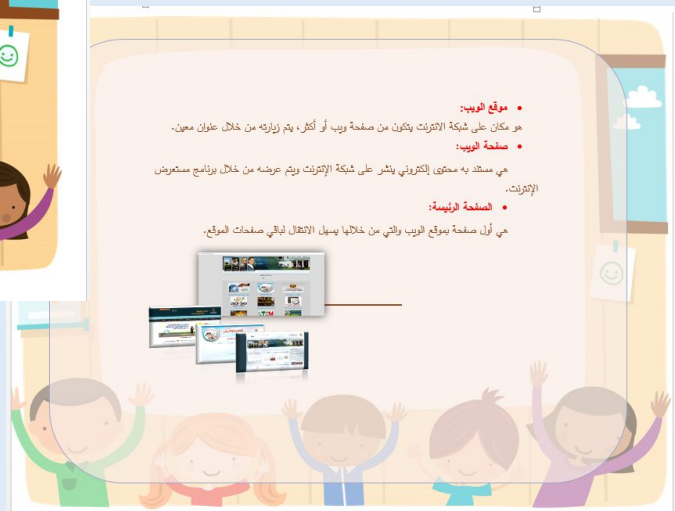 موقع الويب:
هو مكان على شبكة الانترنت يتكون من صفحة ويب أو أكثر، يتم زيارته من خلال عنوان معين.
صفحة الويب:
هي مستند به محتوى إلكتروني ينشر على شبكة الإنترنت ويتم عرضه من خلال برنامج مستعرض
الإنترنت.
الصفحة الرئيسة:
هي أول صفحة بموقع الويب والتي من خلالها يسهل الانتقال لباقي صفحات الموقع.